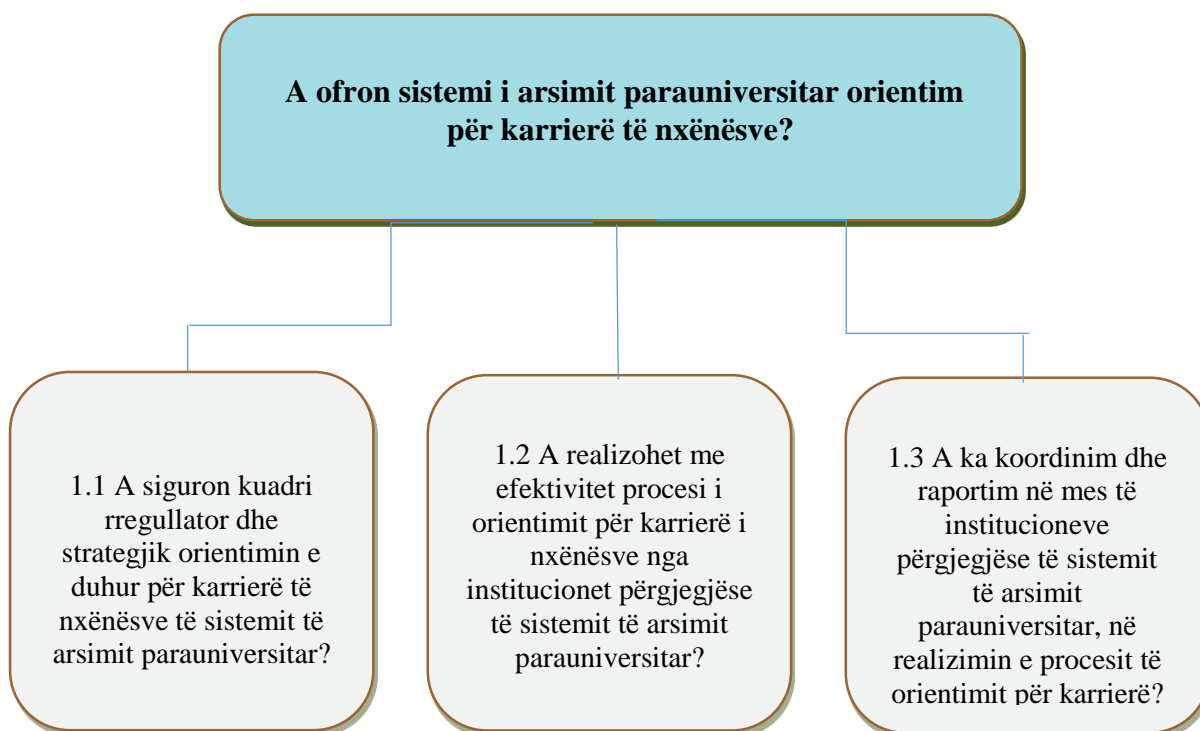 A ofron sistemi i arsimit parauniversitar orientim
për karrierë të nxënësve?
1.1 A siguron kuadri
rregullator dhe
strategjik orientimin e
duhur për karrierë të
nxënësve të sistemit të
arsimit parauniversitar?
1.2 A realizohet me
efektivitet procesi i
orientimit për karrierë i
nxënësve nga
institucionet përgjegjëse
të sistemit të arsimit
parauniversitar?
1.3 A ka koordinim dhe
raportim në mes të
institucioneve
përgjegjëse të sistemit
të arsimit
parauniversitar, në
realizimin e procesit të
orientimit për karrierë?